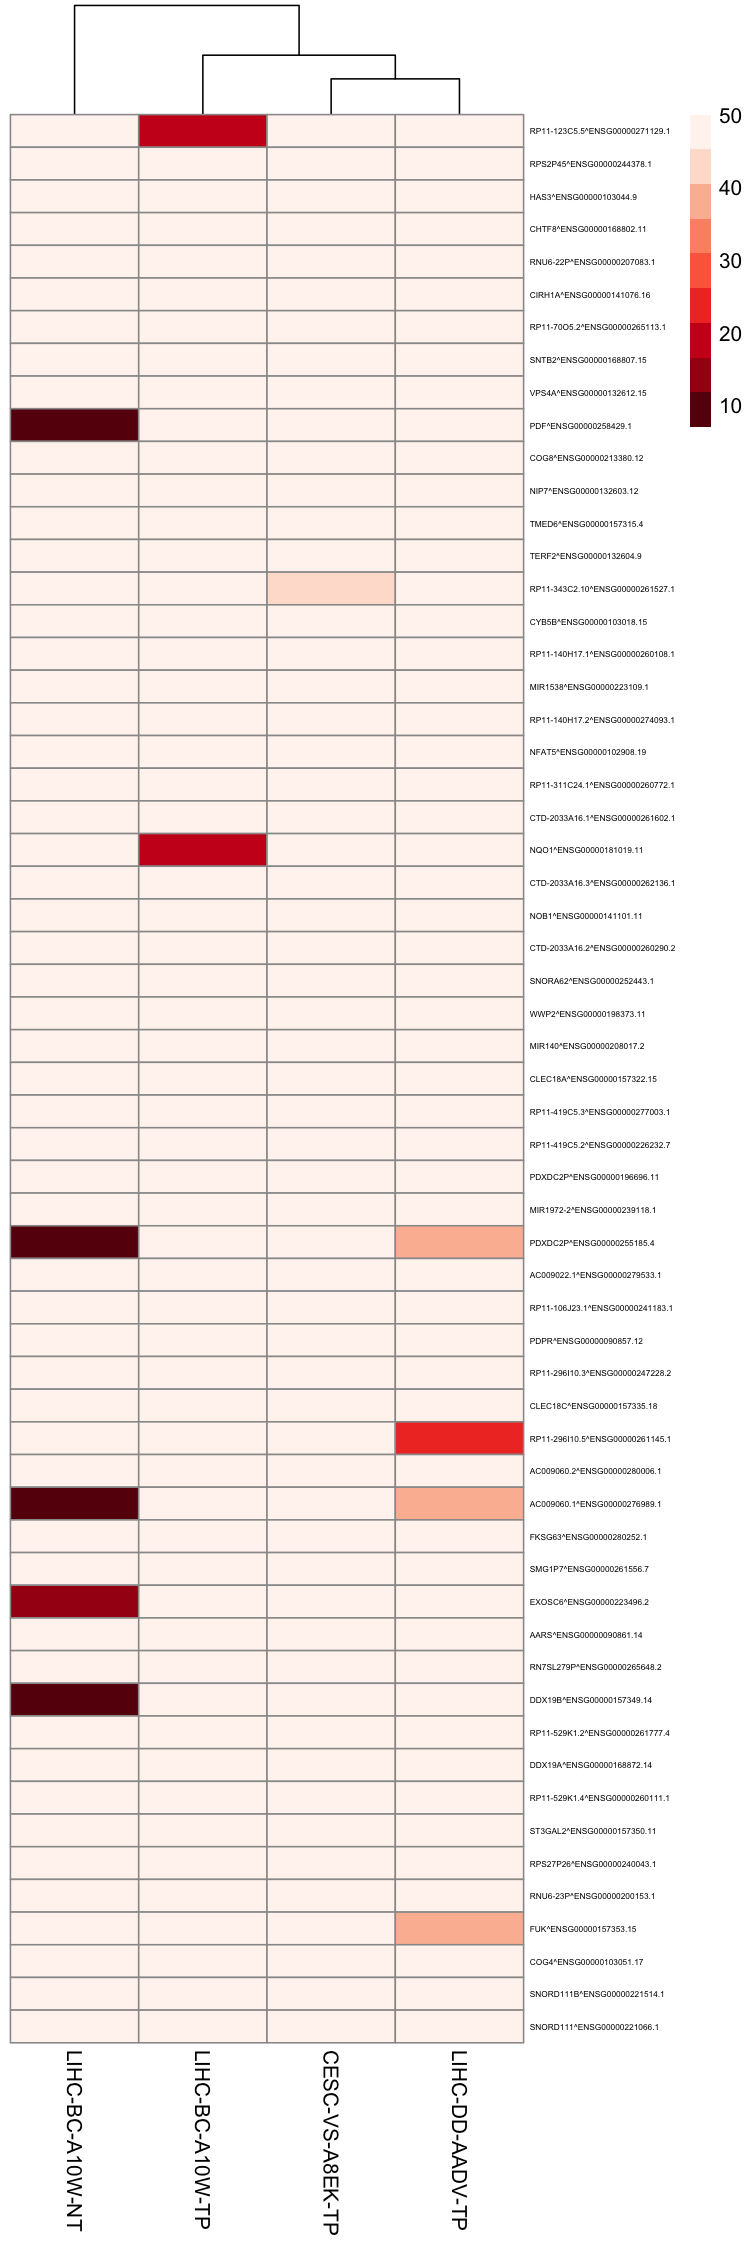 50
40
30
20
10
RP11-123C5.5^ENSG00000271129.1
RPS2P45^ENSG00000244378.1
HAS3^ENSG00000103044.9
CHTF8^ENSG00000168802.11
RNU6-22P^ENSG00000207083.1
CIRH1A^ENSG00000141076.16
RP11-70O5.2^ENSG00000265113.1
SNTB2^ENSG00000168807.15
VPS4A^ENSG00000132612.15
PDF^ENSG00000258429.1
COG8^ENSG00000213380.12
NIP7^ENSG00000132603.12
TMED6^ENSG00000157315.4
TERF2^ENSG00000132604.9
RP11-343C2.10^ENSG00000261527.1
CYB5B^ENSG00000103018.15
RP11-140H17.1^ENSG00000260108.1
MIR1538^ENSG00000223109.1
RP11-140H17.2^ENSG00000274093.1
NFAT5^ENSG00000102908.19
RP11-311C24.1^ENSG00000260772.1
CTD-2033A16.1^ENSG00000261602.1
NQO1^ENSG00000181019.11
CTD-2033A16.3^ENSG00000262136.1
NOB1^ENSG00000141101.11
CTD-2033A16.2^ENSG00000260290.2
SNORA62^ENSG00000252443.1
WWP2^ENSG00000198373.11
MIR140^ENSG00000208017.2
CLEC18A^ENSG00000157322.15
RP11-419C5.3^ENSG00000277003.1
RP11-419C5.2^ENSG00000226232.7
PDXDC2P^ENSG00000196696.11
MIR1972-2^ENSG00000239118.1
PDXDC2P^ENSG00000255185.4
AC009022.1^ENSG00000279533.1
RP11-106J23.1^ENSG00000241183.1
PDPR^ENSG00000090857.12
RP11-296I10.3^ENSG00000247228.2
CLEC18C^ENSG00000157335.18
RP11-296I10.5^ENSG00000261145.1
AC009060.2^ENSG00000280006.1
AC009060.1^ENSG00000276989.1
FKSG63^ENSG00000280252.1
SMG1P7^ENSG00000261556.7
EXOSC6^ENSG00000223496.2
AARS^ENSG00000090861.14
RN7SL279P^ENSG00000265648.2
DDX19B^ENSG00000157349.14
RP11-529K1.2^ENSG00000261777.4
DDX19A^ENSG00000168872.14
RP11-529K1.4^ENSG00000260111.1
ST3GAL2^ENSG00000157350.11
RPS27P26^ENSG00000240043.1
RNU6-23P^ENSG00000200153.1
FUK^ENSG00000157353.15
COG4^ENSG00000103051.17
SNORD111B^ENSG00000221514.1
SNORD111^ENSG00000221066.1
LIHC-BC-A10W-NT
LIHC-BC-A10W-TP
CESC-VS-A8EK-TP
LIHC-DD-AADV-TP